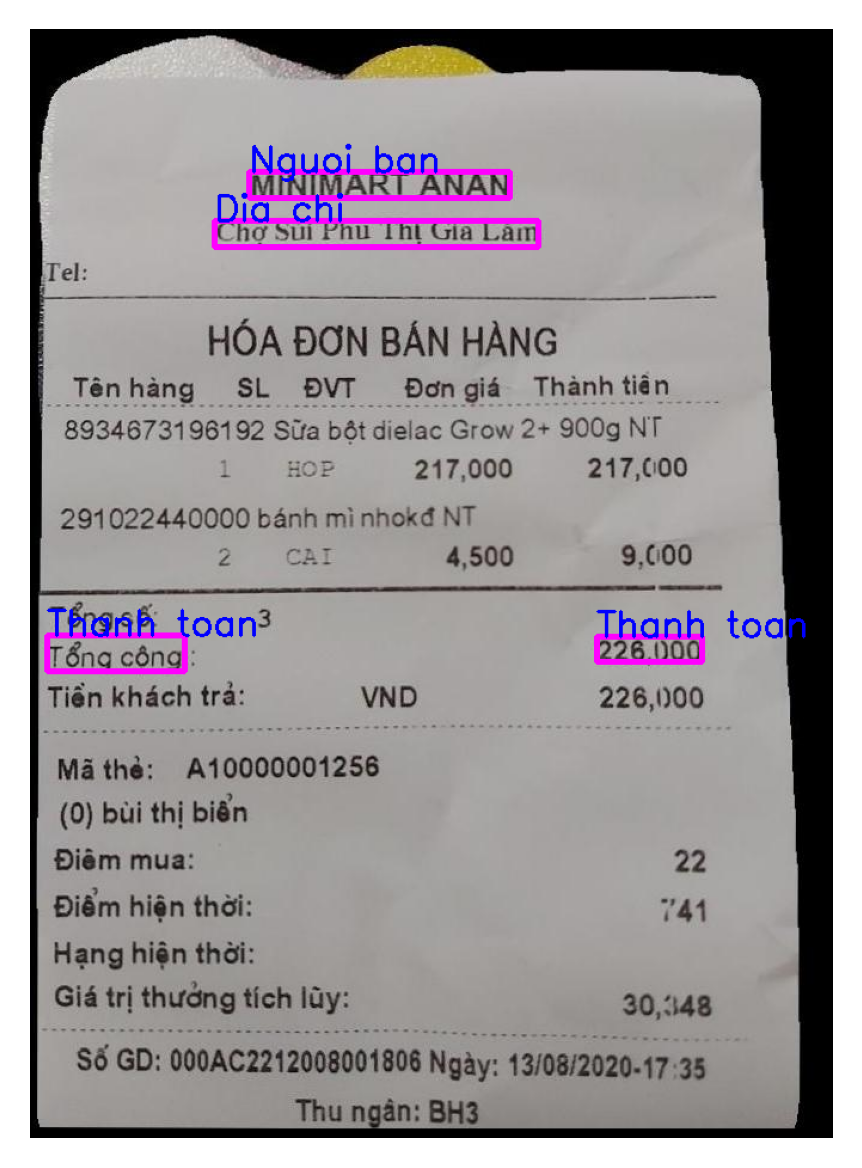 Nguoi ban
MINIMART ANAN
Dia chi
Chợ Sủi Phú Thị Gia Lâm
Tel:
HÓA ĐƠN BÁN HÀNG
Tên hàng SL ĐVT Đơn giá Thành tiền
8934673196192 Sữa bột dielac Grow 2+ 900g NT
1 HOP 217,000 217,000
291022440000 bánh mì nhokđ NT
2 CAI 4,500 9,000
Tổng số: 3
Thanh toan Thanh toan
Tổng cộng : 226,000
Tiền khách trả: VND 226,000
Mã thẻ: A10000001256
(0) bùi thị biển
Điểm mua: 22
Điểm hiện thời: 741
Hạng hiện thời:
Giá trị thưởng tích lũy: 30,348
Số GD: 000AC2212008001806 Ngày: 13/08/2020-17:35
Thu ngân: BH3